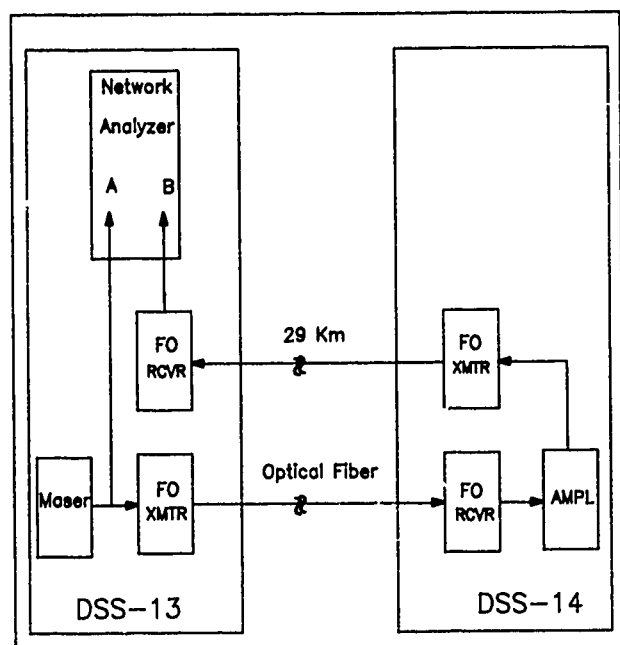 Network
Analyzer
A B
FO
RCVR
29 Km
FO
XMTR
Maser
FO
XMTR
Optical Fiber
FO
RCVR
AMPL
DSS-13
DSS-14